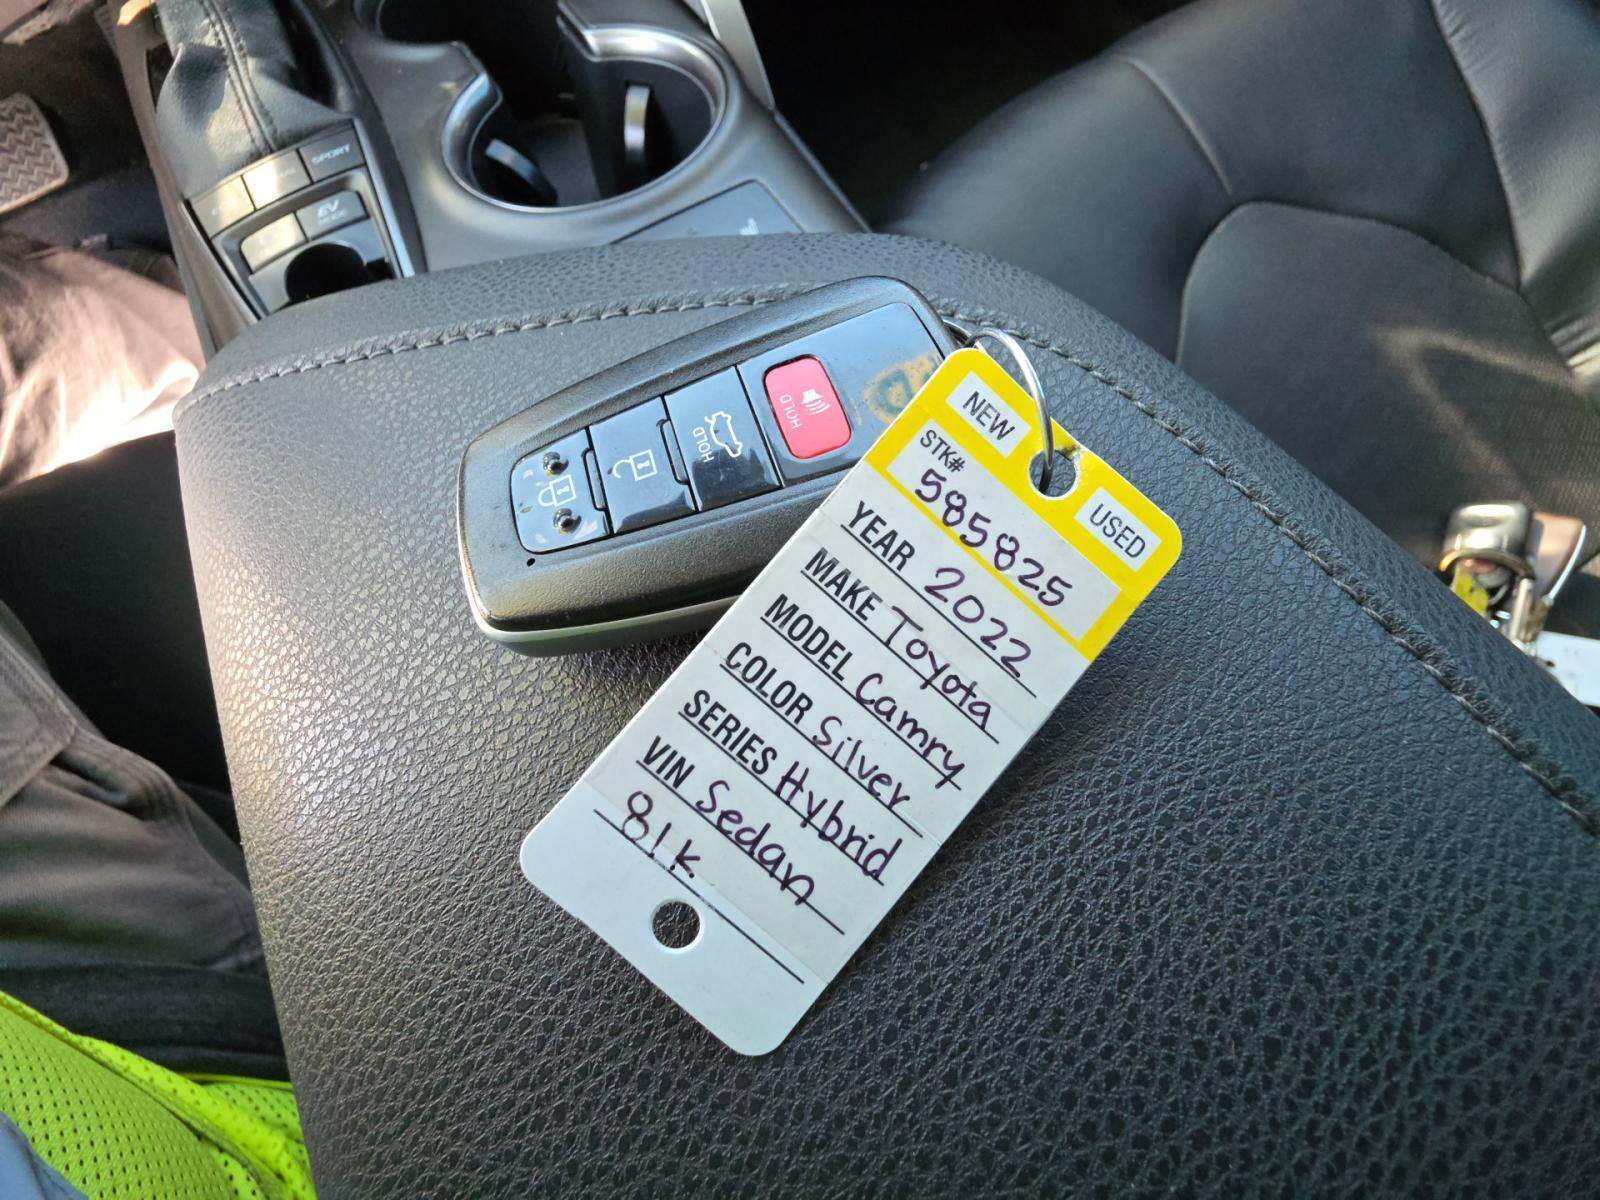 SPORT
EV
HOLD
HOLD
NEW
USED
STK#
585825
YEAR 2022
MAKE Toyota
MODEL Camry
COLOR Silver
SERIES Hybrid
VIN Sedan
81k